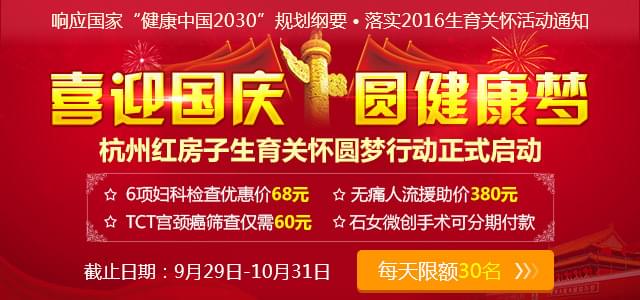 响应国家“健康中国2030”规划纲要•落实2016生育关怀活动通知
喜迎国庆 圆健康梦
杭州红房子生育关怀圆梦行动正式启动
☆ 6项妇科检查优惠价68元 ☆ 无痛人流援助价380元
☆ TCT宫颈癌筛查仅需60元 ☆ 石女微创手术可分期付款
截止日期：9月29日-10月31日 每天限额30名 》》